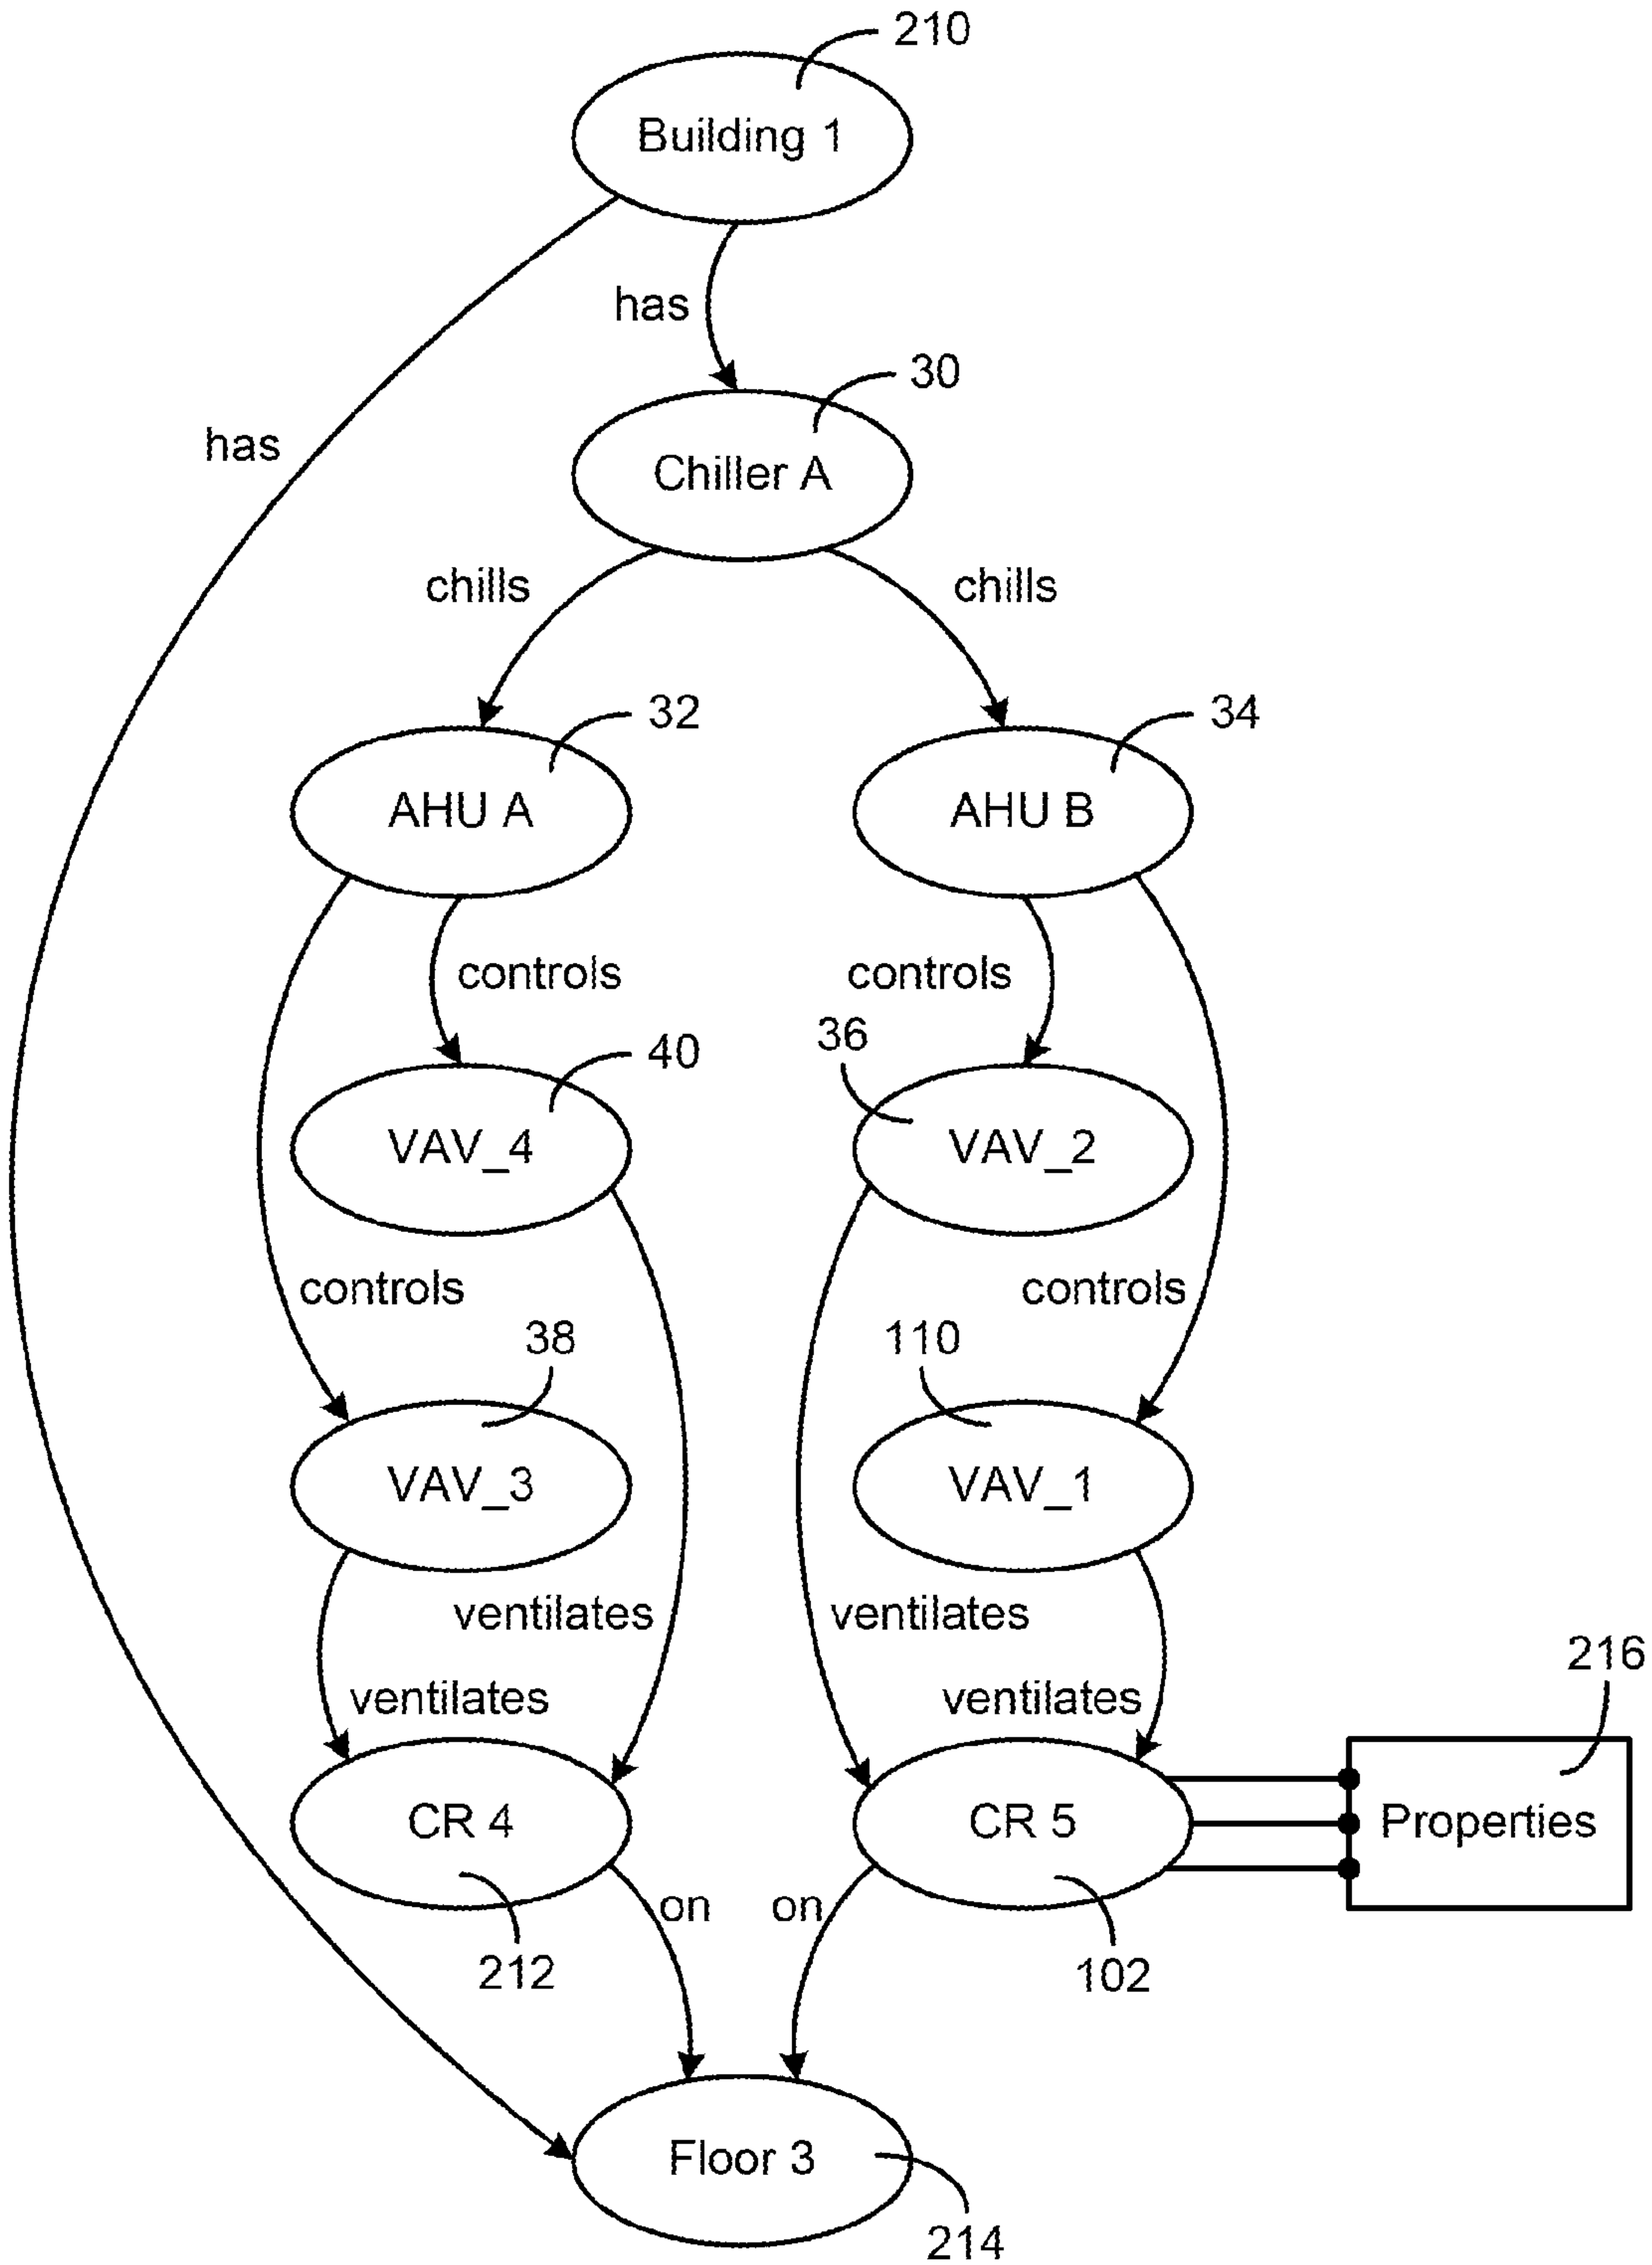 210
Building 1
has
30
has
Chiller A
chills
chills
32
34
AHU A
AHU B
controls
controls
36
40
VAV_4
VAV_2
controls
controls
38
110
VAV_3
VAV_1
ventilates
ventilates
216
ventilates
ventilates
CR 4
CR 5
Properties
on
on
212
102
Floor 3
214